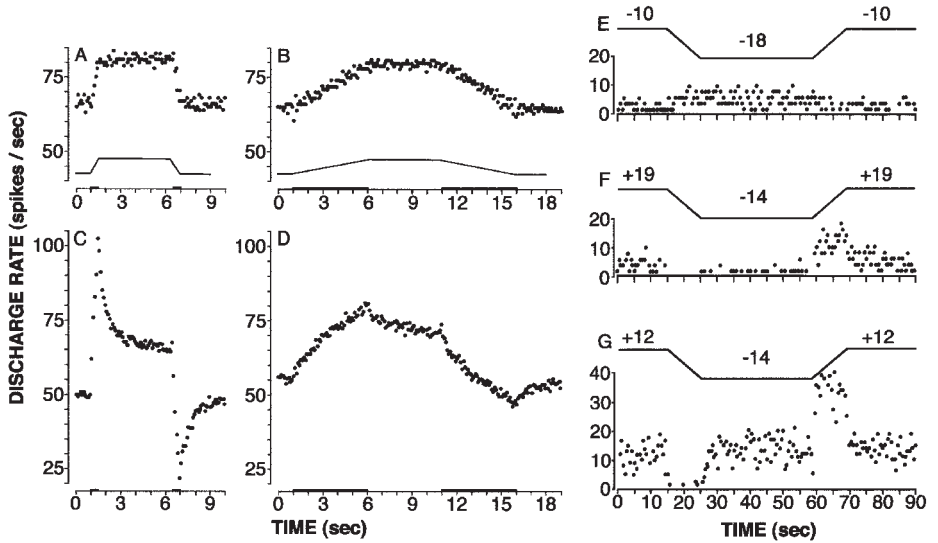 A
75
50
0 3 6 9
B
75
50
0 3 6 9 12 15 18
C
100
75
50
25
0 3 6 9
D
100
75
50
25
0 3 6 9 12 15 18
DISCHARGE RATE (spikes / sec)
TIME (sec)
E
-10 -18 -10
20
10
0
F
+19 -14 +19
20
10
0
G
+12 -14 +12
40
30
20
10
0
0 10 20 30 40 50 60 70 80 90
TIME (sec)